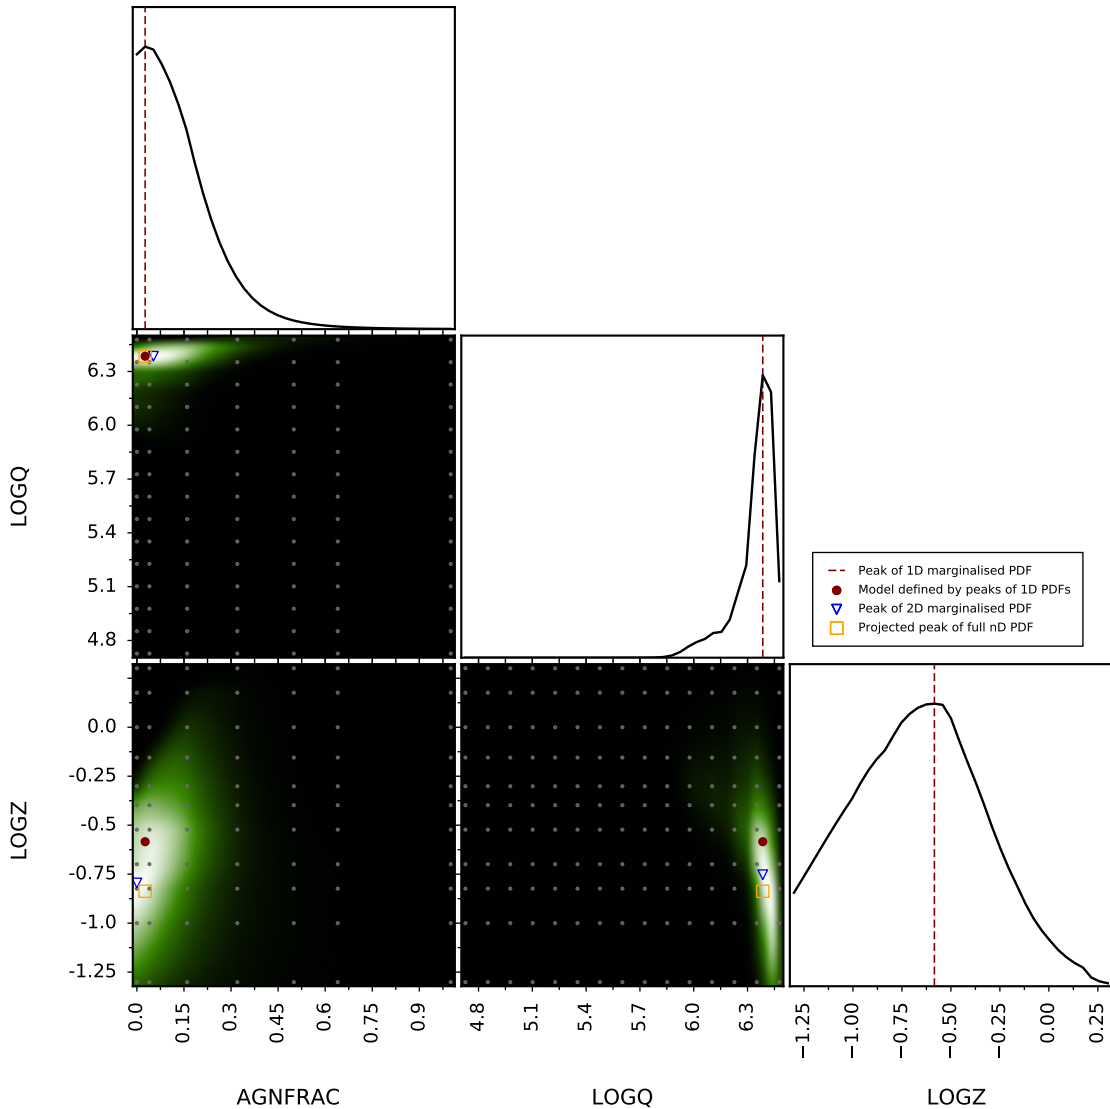 LOGQ
6.3
6.0
5.7
5.4
5.1
4.8
Peak of 1D marginalised PDF
Model defined by peaks of 1D PDFs
Peak of 2D marginalised PDF
Projected peak of full nD PDF
LOGZ
0.0
-0.25
-0.5
-0.75
-1.0
-1.25
0.0 0.15 0.3 0.45 0.6 0.75 0.9
4.8 5.1 5.4 5.7 6.0 6.3
−1.25 −1.00 −0.75 −0.50 −0.25 0.00 0.25
AGNFRAC LOGQ LOGZ